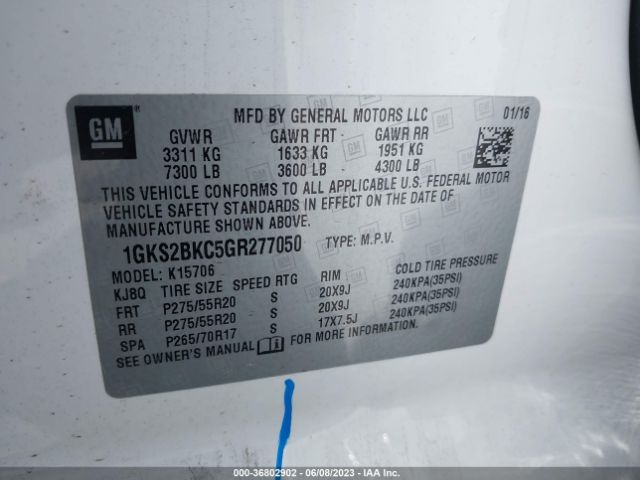 GM ®
MFD BY GENERAL MOTORS LLC 01/16
GVWR GAWR FRT GAWR RR
3311 KG 1633 KG 1951 KG
7300 LB 3600 LB 4300 LB
THIS VEHICLE CONFORMS TO ALL APPLICABLE U.S. FEDERAL MOTOR
VEHICLE SAFETY STANDARDS IN EFFECT ON THE DATE OF
MANUFACTURE SHOWN ABOVE.
1GKS2BKC5GR277050 TYPE: M.P.V.
MODEL: K15706
KJ8Q TIRE SIZE SPEED RTG RIM COLD TIRE PRESSURE
FRT P275/55R20 S 20X9J 240KPA(35PSI)
RR P275/55R20 S 20X9J 240KPA(35PSI)
SPA P265/70R17 S 17X7.5J 240KPA(35PSI)
SEE OWNER'S MANUAL FOR MORE INFORMATION.
000-36802902 - 06/08/2023 - IAA Inc.